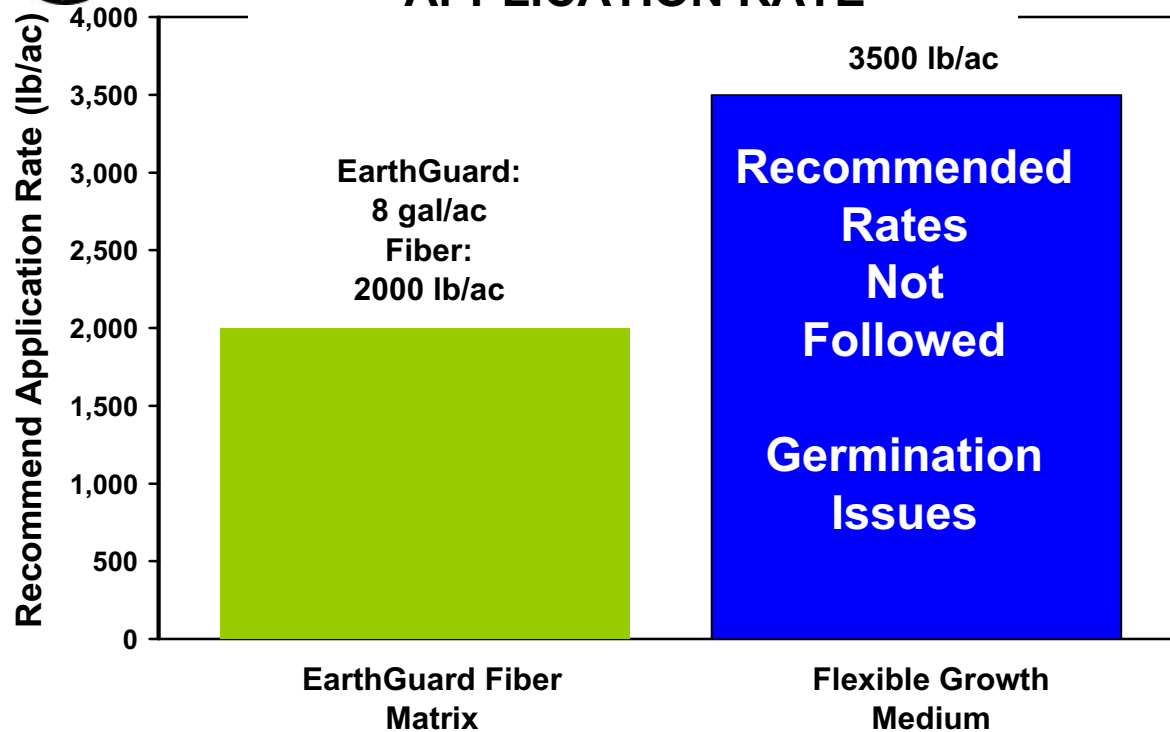 APPLICATION RATE
Recommend Application Rate (lb/ac)
4,000
3,500
3,000
2,500
2,000
1,500
1,000
500
0
EarthGuard:
8 gal/ac
Fiber:
2000 lb/ac
3500 lb/ac
Recommended
Rates
Not
Followed
Germination
Issues
EarthGuard Fiber
Matrix
Flexible Growth
Medium